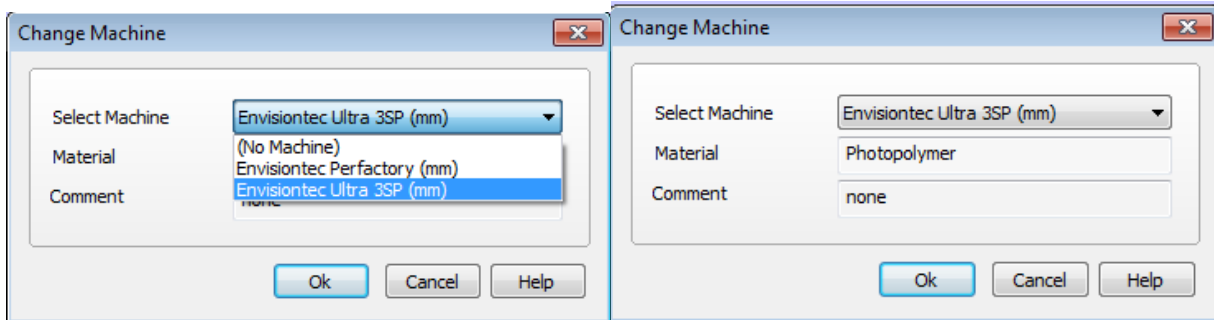 Change Machine
Select Machine
Envisiontec Ultra 3SP (mm)
(No Machine)
Envisiontec Perfactory (mm)
Envisiontec Ultra 3SP (mm)
Material
Comment
none
Ok
Cancel
Help
Change Machine
Select Machine
Envisiontec Ultra 3SP (mm)
Material
Photopolymer
Comment
none
Ok
Cancel
Help